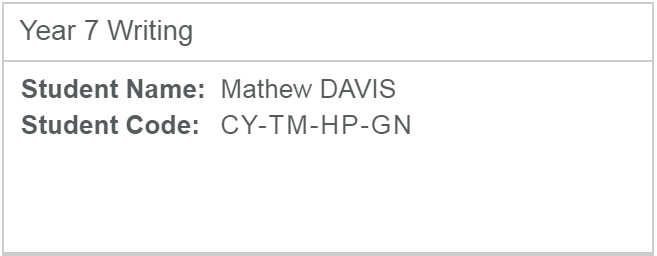 Year 7 Writing
Student Name: Mathew DAVIS
Student Code: CY-TM-HP-GN